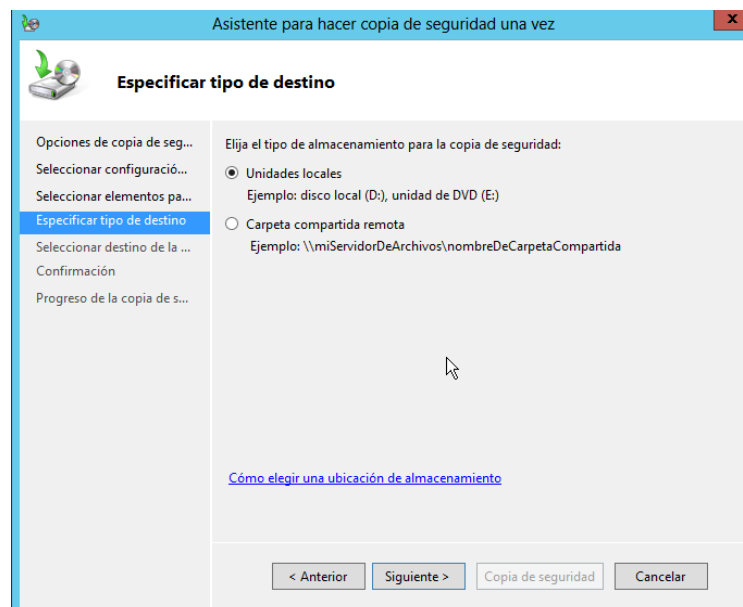 Asistente para hacer copia de seguridad una vez
x
Especificar tipo de destino
Opciones de copia de seg...
Seleccionar configuració...
Seleccionar elementos pa...
Especificar tipo de destino
Seleccionar destino de la ...
Confirmación
Progreso de la copia de s...
Elija el tipo de almacenamiento para la copia de seguridad:
Unidades locales
Ejemplo: disco local (D:), unidad de DVD (E:)
Carpeta compartida remota
Ejemplo: \\miServidorDeArchivos\nombreDeCarpetaCompartida
Cómo elegir una ubicación de almacenamiento
< Anterior
Siguiente >
Copia de seguridad
Cancelar